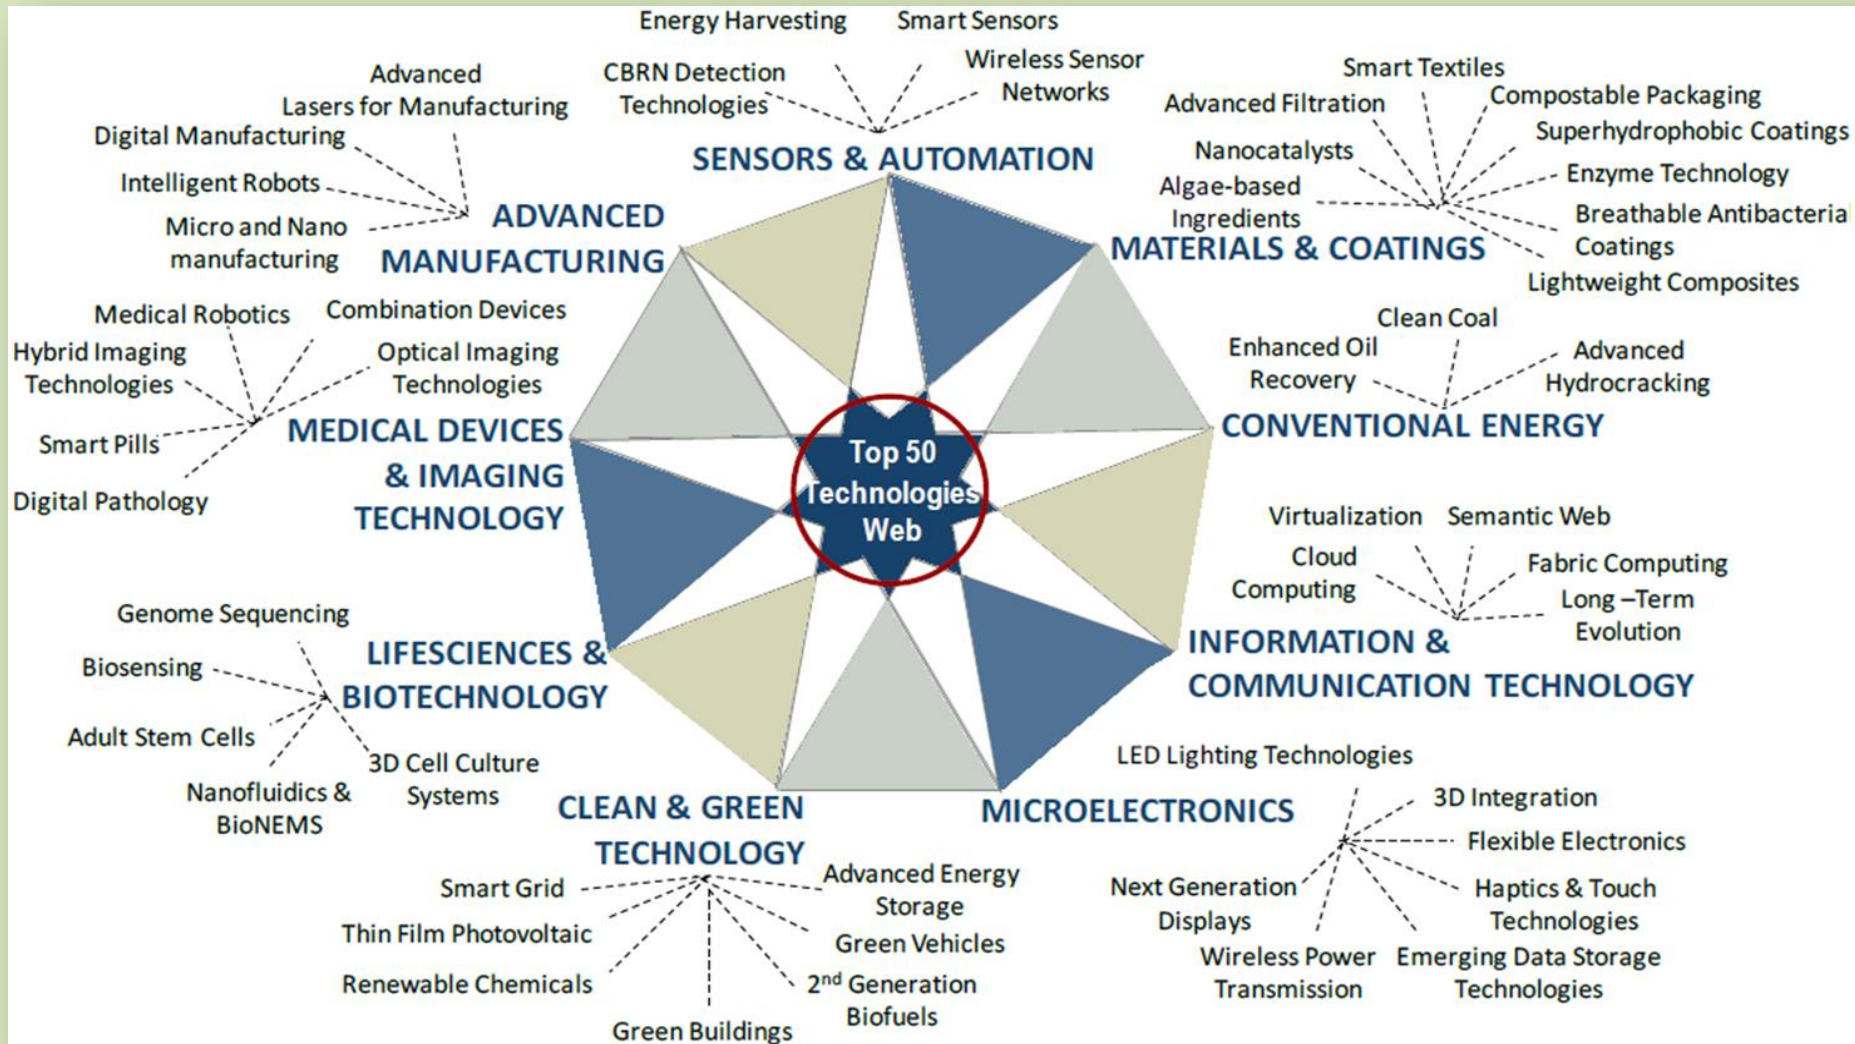 Energy Harvesting
Smart Sensors
CBRN Detection
Technologies
Wireless Sensor
Networks
SENSORS & AUTOMATION
Smart Textiles
Advanced Filtration
Compostable Packaging
Superhydrophobic Coatings
Nanocatalysts
Enzyme Technology
Algae-based
Ingredients
Breathable Antibacterial
Coatings
Lightweight Composites
MATERIALS & COATINGS
Clean Coal
Enhanced Oil
Recovery
Advanced
Hydrocracking
CONVENTIONAL ENERGY
Virtualization
Semantic Web
Cloud
Computing
Fabric Computing
Long –Term
Evolution
INFORMATION &
COMMUNICATION TECHNOLOGY
LED Lighting Technologies
3D Integration
Flexible Electronics
Next Generation
Displays
Haptics & Touch
Technologies
Wireless Power
Transmission
Emerging Data Storage
Technologies
MICROELECTRONICS
CLEAN & GREEN
TECHNOLOGY
Smart Grid
Advanced Energy
Storage
Thin Film Photovoltaic
Green Vehicles
Renewable Chemicals
2nd Generation
Biofuels
Green Buildings
Genome Sequencing
Biosensing
Adult Stem Cells
Nanofluidics &
BioNEMS
3D Cell Culture
Systems
LIFESCIENCES &
BIOTECHNOLOGY
Medical Robotics
Combination Devices
Hybrid Imaging
Technologies
Optical Imaging
Technologies
Smart Pills
Digital Pathology
MEDICAL DEVICES
& IMAGING
TECHNOLOGY
Advanced
Lasers for Manufacturing
Digital Manufacturing
Intelligent Robots
Micro and Nano
manufacturing
ADVANCED
MANUFACTURING
Top 50
Technologies
Web